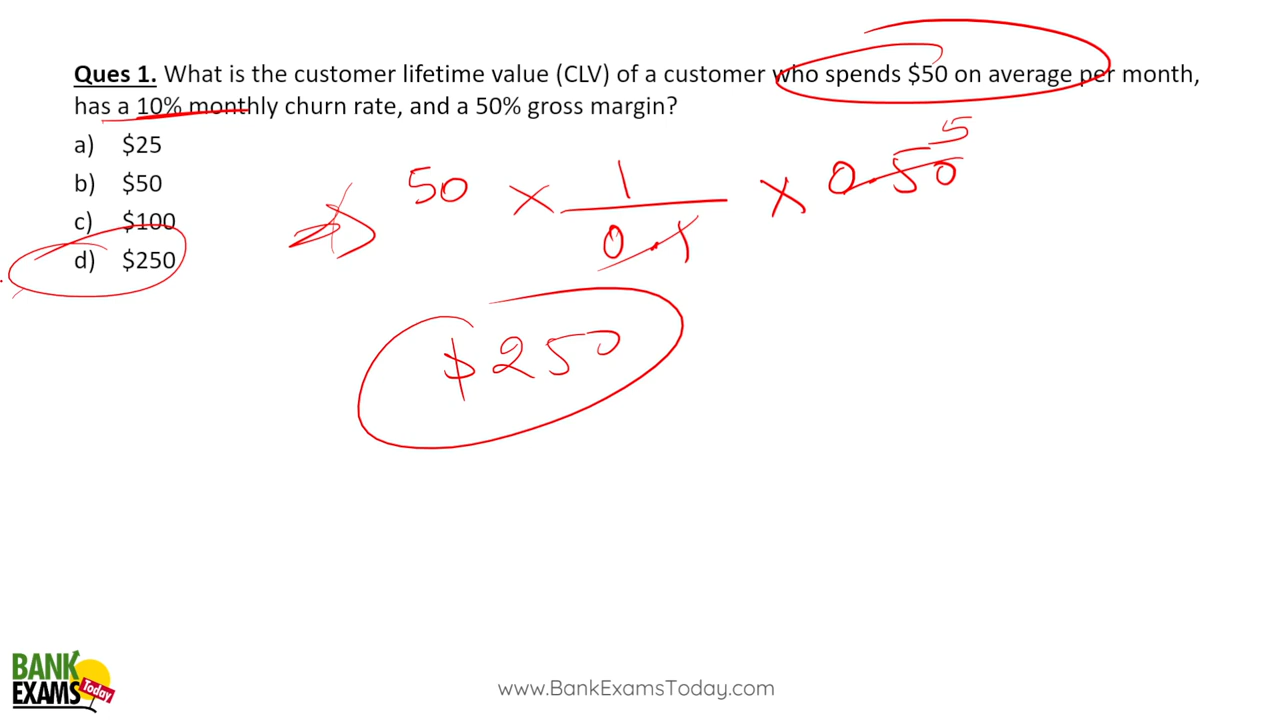 Ques 1. What is the customer lifetime value (CLV) of a customer who spends $50 on average per month,
has a 10% monthly churn rate, and a 50% gross margin?
a) $25
b) $50
c) $100
d) $250
5
50 × 1 × 0.50
0.1
$250
BANK
EXAMS Today
www.BankExamsToday.com